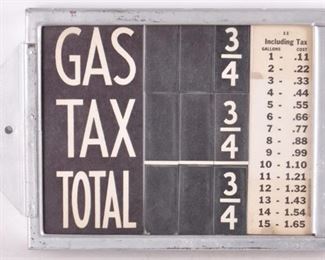 GAS 3/4
TAX 3/4
TOTAL 3/4
11
Including Tax
GALLONS COST
1 - .11
2 - .22
3 - .33
4 - .44
5 - .55
6 - .66
7 - .77
8 - .88
9 - .99
10 - 1.10
11 - 1.21
12 - 1.32
13 - 1.43
14 - 1.54
15 - 1.65